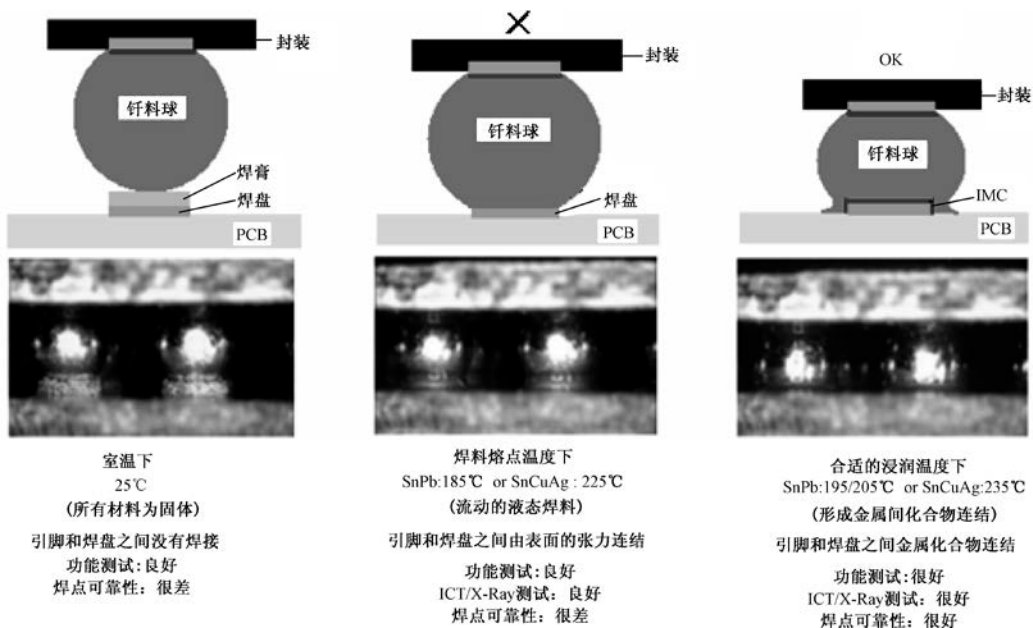 封装
钎料球
焊膏
焊盘
PCB
室温下
25℃
(所有材料为固体)
引脚和焊盘之间没有焊接
功能测试:良好
焊点可靠性：很差
×
封装
钎料球
焊盘
PCB
焊料熔点温度下
SnPb:185℃ or SnCuAg : 225℃
(流动的液态焊料)
引脚和焊盘之间由表面的张力连结
功能测试:良好
ICT/X-Ray测试：良好
焊点可靠性：很差
OK
封装
钎料球
IMC
PCB
合适的浸润温度下
SnPb:195/205℃ or SnCuAg:235℃
(形成金属间化合物连结)
引脚和焊盘之间金属化合物连结
功能测试：很好
ICT/X-Ray测试：很好
焊点可靠性：很好